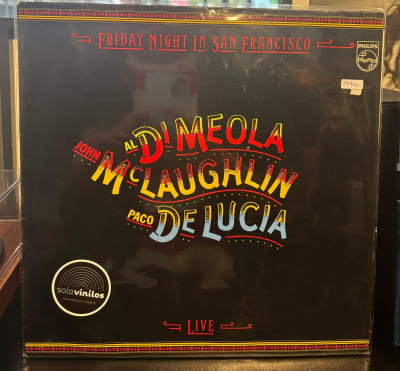 FRIDAY NIGHT IN SAN FRANCISCO
PHILIPS
AL DI MEOLA
JOHN MCLAUGHLIN
PACO DE LUCIA
solovinilos
LIVE